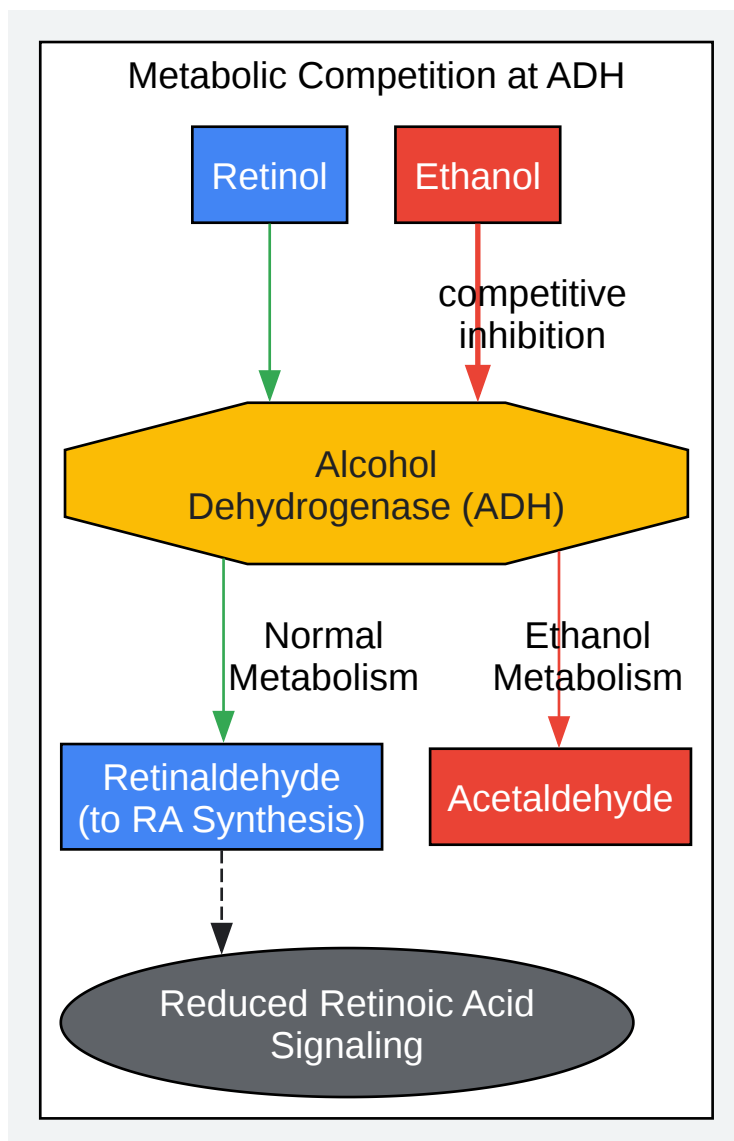 Metabolic Competition at ADH
Retinol
Ethanol
competitive
inhibition
Alcohol
Dehydrogenase (ADH)
Normal
Metabolism
Ethanol
Metabolism
Retinaldehyde
(to RA Synthesis)
Acetaldehyde
Reduced Retinoic Acid
Signaling